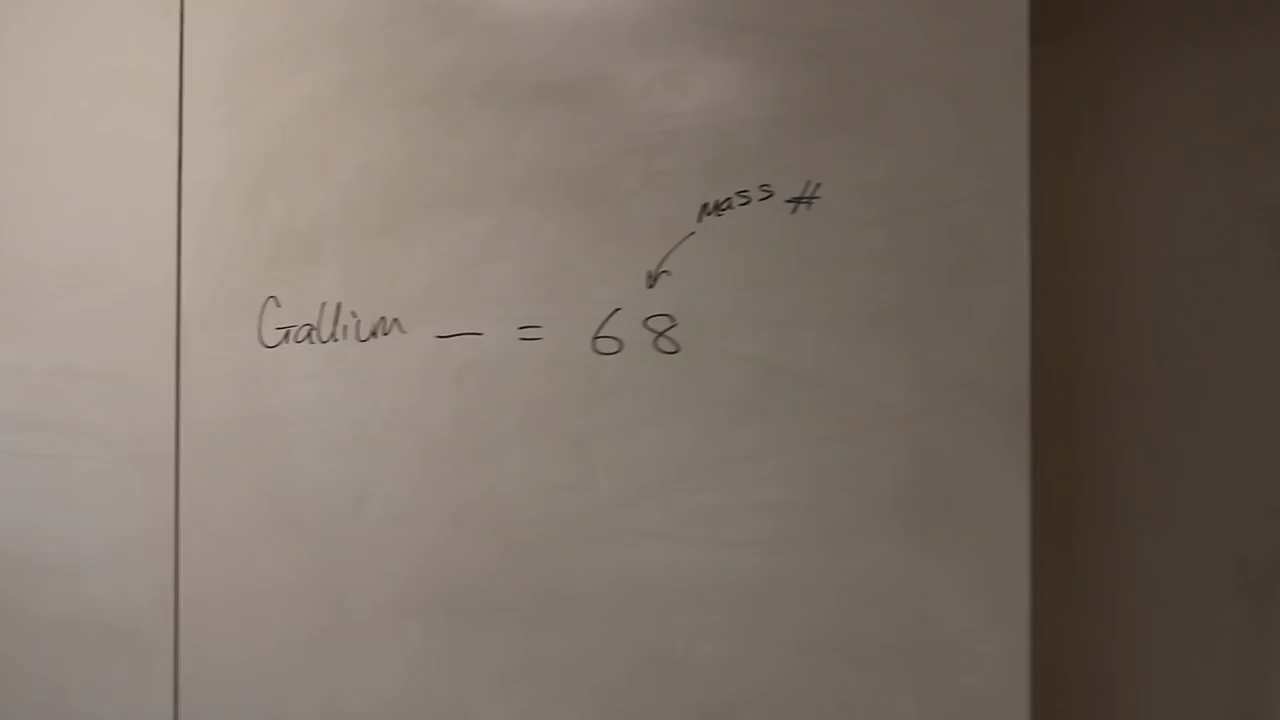 Mass #
Gallium — = 68